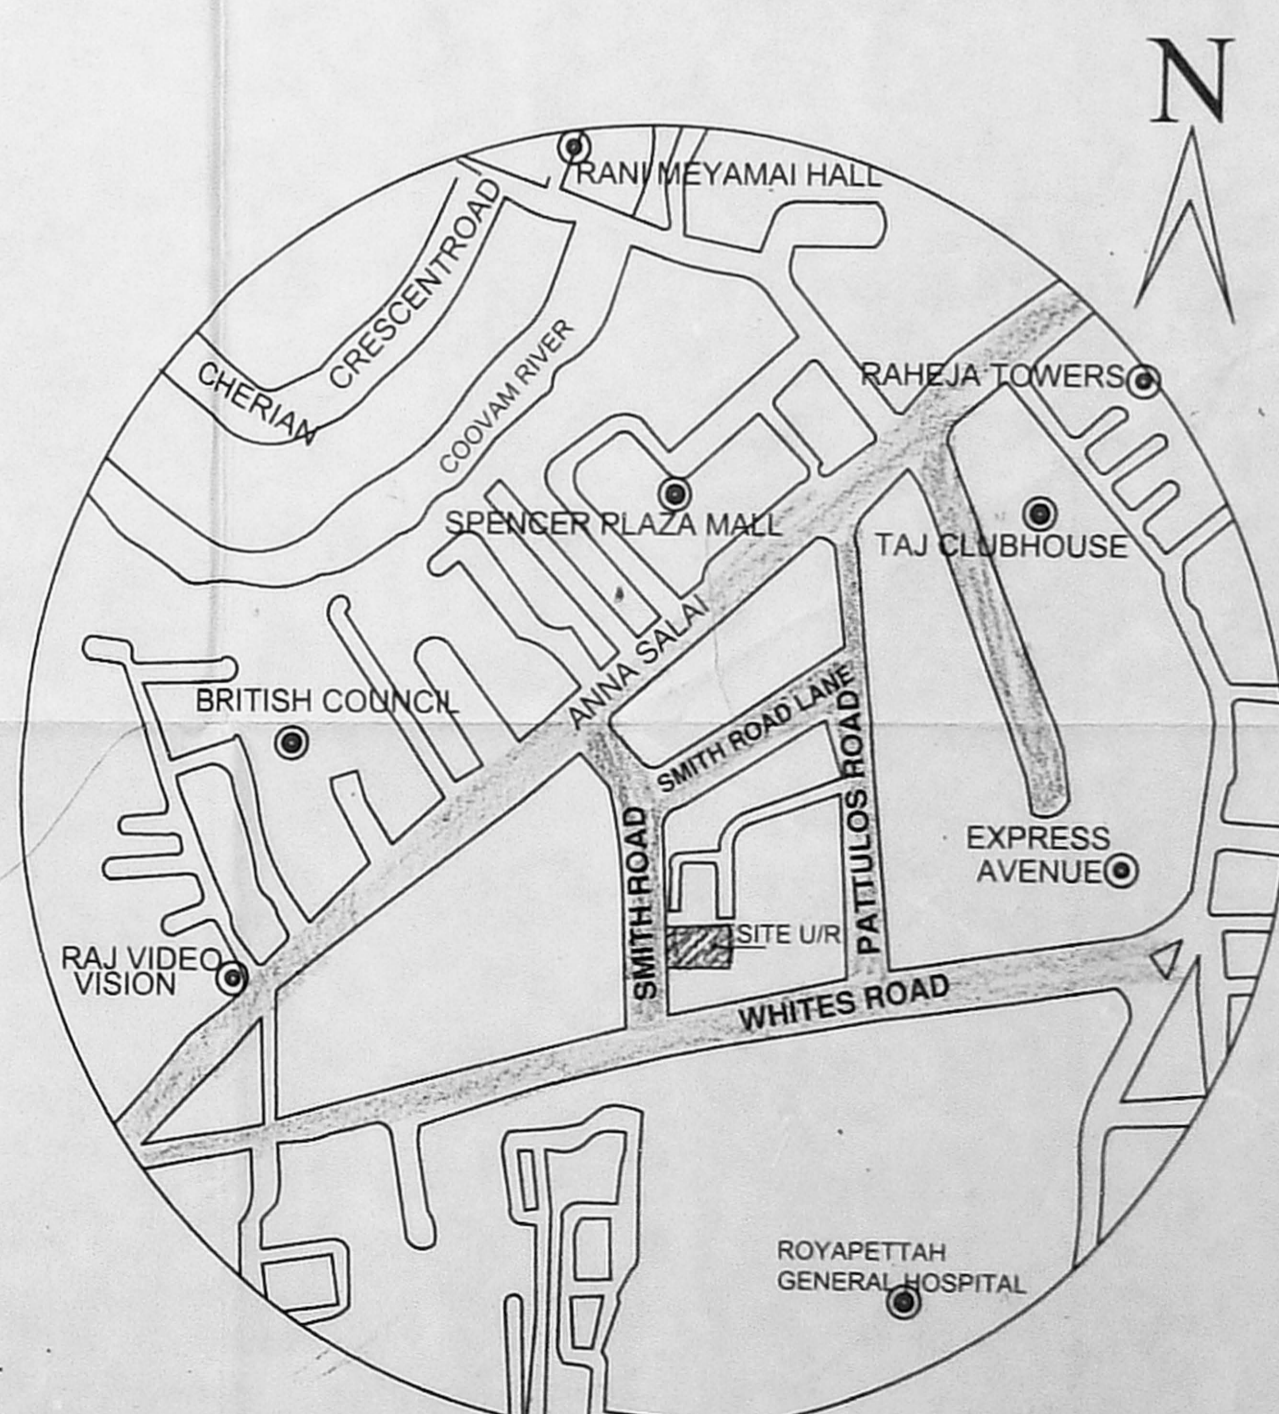 N
RANI MEYAMAI HALL
CRESCENTROAD
CHERIAN
COOVAM RIVER
RAHEJA TOWERS
SPENCER PLAZA MALL
TAJ CLUBHOUSE
ANNA SALAI
BRITISH COUNCIL
SMITH ROAD LANE
PATTULOS ROAD
SMITH ROAD
EXPRESS
AVENUE
SITE U/R
RAJ VIDEO
VISION
WHITES ROAD
ROYAPETTAH
GENERAL HOSPITAL